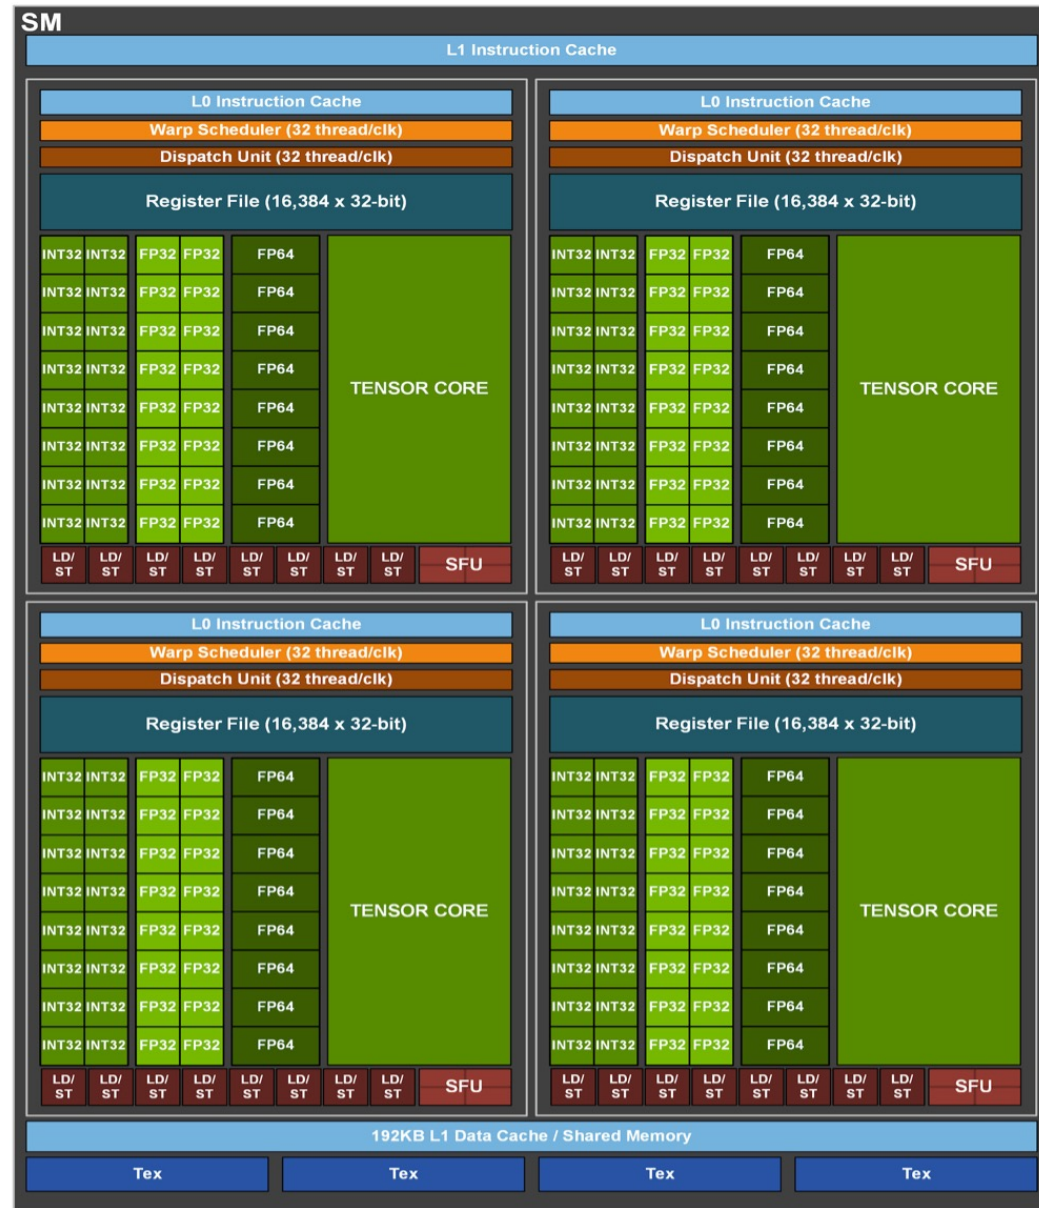 SM
L1 Instruction Cache
L0 Instruction Cache
Warp Scheduler (32 thread/clk)
Dispatch Unit (32 thread/clk)
Register File (16,384 x 32-bit)
INT32 INT32 FP32 FP32 FP64
INT32 INT32 FP32 FP32 FP64
INT32 INT32 FP32 FP32 FP64
INT32 INT32 FP32 FP32 FP64
TENSOR CORE
INT32 INT32 FP32 FP32 FP64
INT32 INT32 FP32 FP32 FP64
INT32 INT32 FP32 FP32 FP64
INT32 INT32 FP32 FP32 FP64
LD/ LD/ LD/ LD/ LD/ LD/ LD/ LD/
ST ST ST ST ST ST ST ST
SFU
L0 Instruction Cache
Warp Scheduler (32 thread/clk)
Dispatch Unit (32 thread/clk)
Register File (16,384 x 32-bit)
INT32 INT32 FP32 FP32 FP64
INT32 INT32 FP32 FP32 FP64
INT32 INT32 FP32 FP32 FP64
INT32 INT32 FP32 FP32 FP64
TENSOR CORE
INT32 INT32 FP32 FP32 FP64
INT32 INT32 FP32 FP32 FP64
INT32 INT32 FP32 FP32 FP64
INT32 INT32 FP32 FP32 FP64
LD/ LD/ LD/ LD/ LD/ LD/ LD/ LD/
ST ST ST ST ST ST ST ST
SFU
L0 Instruction Cache
Warp Scheduler (32 thread/clk)
Dispatch Unit (32 thread/clk)
Register File (16,384 x 32-bit)
INT32 INT32 FP32 FP32 FP64
INT32 INT32 FP32 FP32 FP64
INT32 INT32 FP32 FP32 FP64
INT32 INT32 FP32 FP32 FP64
TENSOR CORE
INT32 INT32 FP32 FP32 FP64
INT32 INT32 FP32 FP32 FP64
INT32 INT32 FP32 FP32 FP64
INT32 INT32 FP32 FP32 FP64
LD/ LD/ LD/ LD/ LD/ LD/ LD/ LD/
ST ST ST ST ST ST ST ST
SFU
L0 Instruction Cache
Warp Scheduler (32 thread/clk)
Dispatch Unit (32 thread/clk)
Register File (16,384 x 32-bit)
INT32 INT32 FP32 FP32 FP64
INT32 INT32 FP32 FP32 FP64
INT32 INT32 FP32 FP32 FP64
INT32 INT32 FP32 FP32 FP64
TENSOR CORE
INT32 INT32 FP32 FP32 FP64
INT32 INT32 FP32 FP32 FP64
INT32 INT32 FP32 FP32 FP64
INT32 INT32 FP32 FP32 FP64
LD/ LD/ LD/ LD/ LD/ LD/ LD/ LD/
ST ST ST ST ST ST ST ST
SFU
192KB L1 Data Cache / Shared Memory
Tex Tex Tex Tex